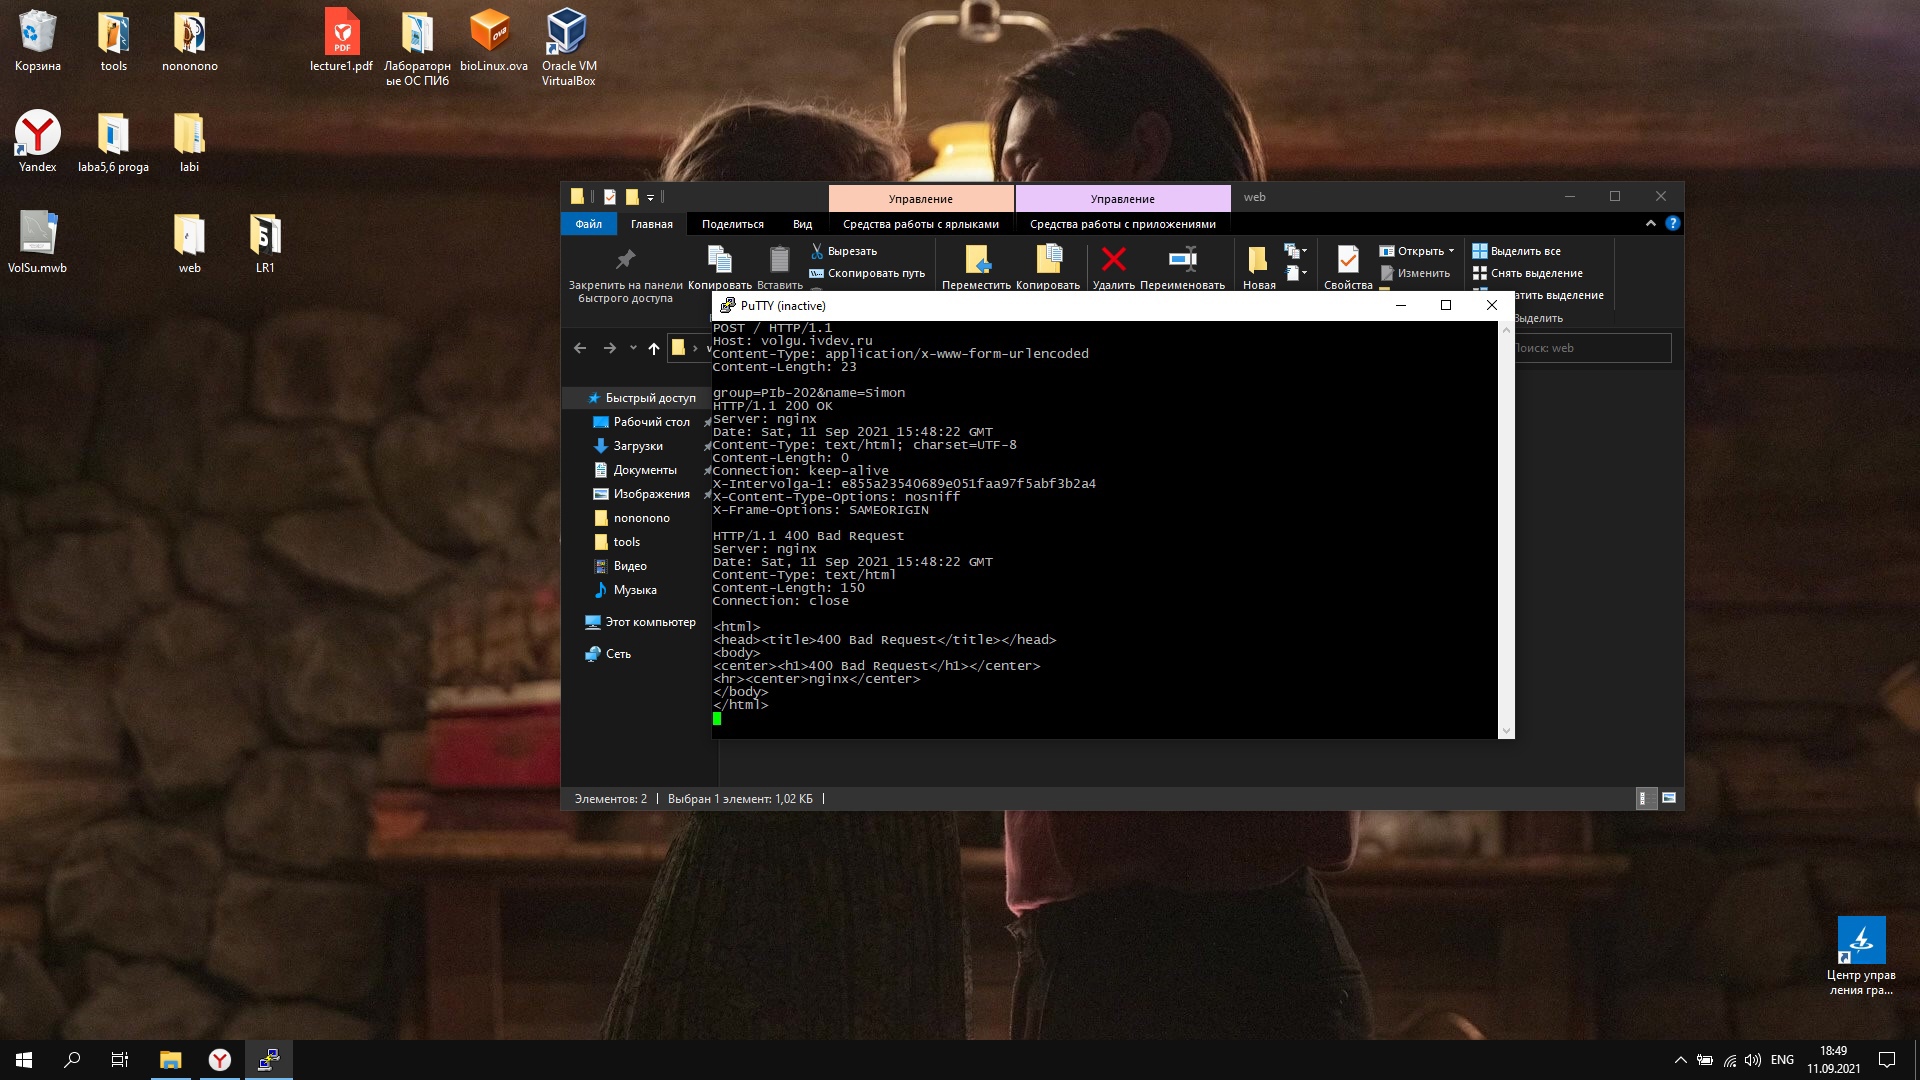 Корзина
tools
nononono
lecture1.pdf
Лабораторн
ые ОС ПИб
bioLinux.ova
Oracle VM
VirtualBox
Yandex
laba5,6 proga
labi
VolSu.mwb
web
LR1
Управление
Управление
web
Файл
Главная
Поделиться
Вид
Средства работы с ярлыками
Средства работы с приложениями
Закрепить на панели
быстрого доступа
Копировать
Вставить
Вырезать
Скопировать путь
Переместить
Копировать
Удалить
Переименовать
Новая
Свойства
Открыть
Изменить
Выделить все
Снять выделение
выделение
Выделить
PuTTY (inactive)
POST / HTTP/1.1
Host: volgu.ivdev.ru
Content-Type: application/x-www-form-urlencoded
Content-Length: 23
group=PIb-202&name=Simon
HTTP/1.1 200 OK
Server: nginx
Date: Sat, 11 Sep 2021 15:48:22 GMT
Content-Type: text/html; charset=UTF-8
Content-Length: 0
Connection: keep-alive
X-Intervolga-1: e855a23540689e051faa97f5abf3b2a4
X-Content-Type-Options: nosniff
X-Frame-Options: SAMEORIGIN
HTTP/1.1 400 Bad Request
Server: nginx
Date: Sat, 11 Sep 2021 15:48:22 GMT
Content-Type: text/html
Content-Length: 150
Connection: close
<html>
<head><title>400 Bad Request</title></head>
<body>
<center><h1>400 Bad Request</h1></center>
<hr><center>nginx</center>
</body>
</html>
Поиск: web
Быстрый доступ
Рабочий стол
Загрузки
Документы
Изображения
nononono
tools
Видео
Музыка
Этот компьютер
Сеть
Элементов: 2
Выбран 1 элемент: 1,02 КБ
Центр управ
ления гра...
ENG
18:49
11.09.2021